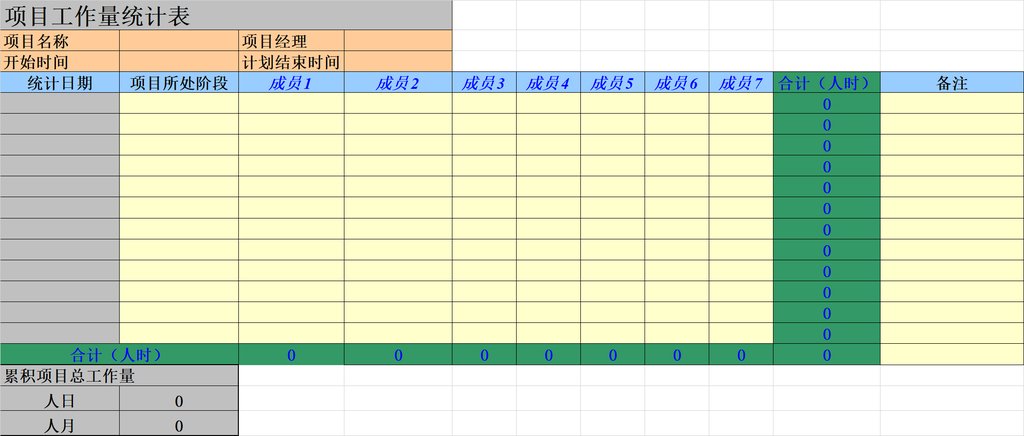 项目工作量统计表
项目名称 项目经理
开始时间 计划结束时间
统计日期 项目所处阶段 成员1 成员2 成员3 成员4 成员5 成员6 成员7 合计（人时） 备注
0
0
0
0
0
0
0
0
0
0
0
0
合计（人时） 0 0 0 0 0 0 0 0
累积项目总工作量
人日 0
人月 0